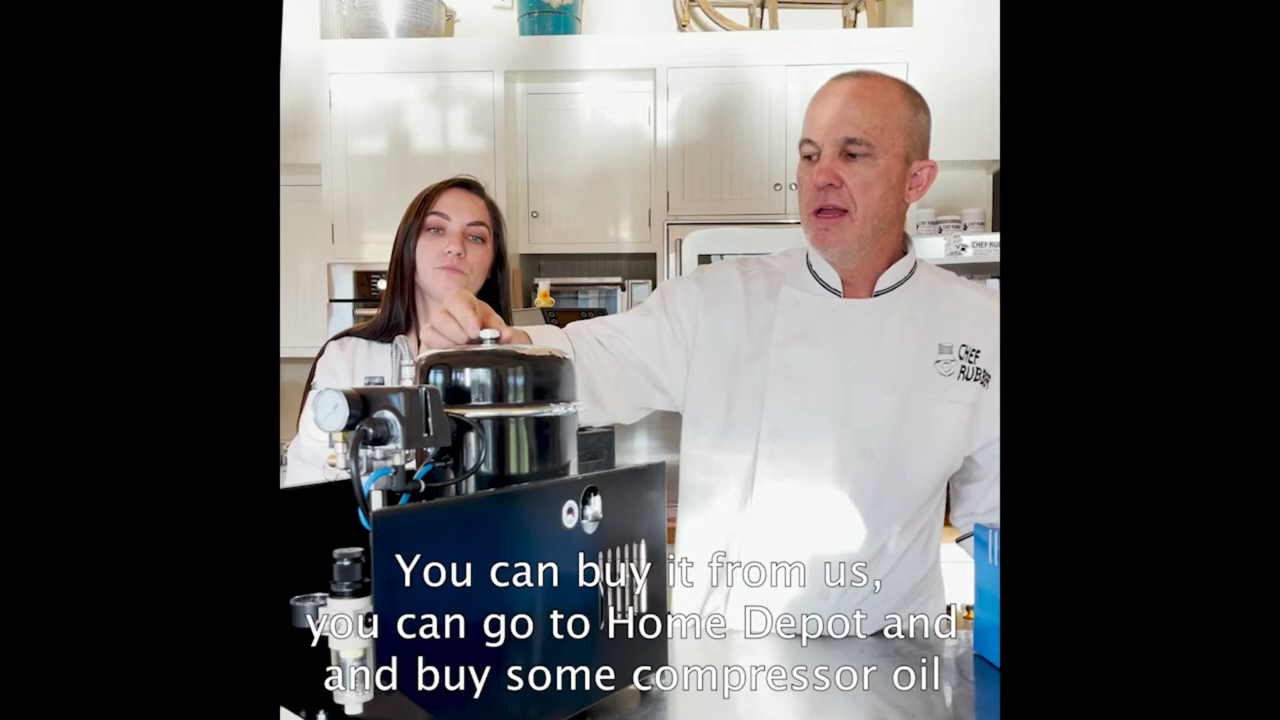 CHEF RUB
CHEF
RUBBER
You can buy it from us,
you can go to Home Depot and
and buy some compressor oil